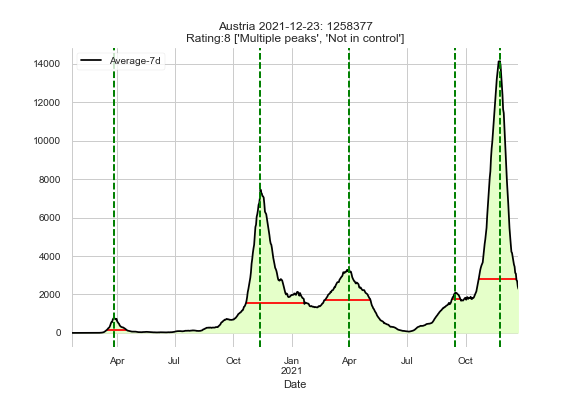 Austria 2021-12-23: 1258377
Rating:8 ['Multiple peaks', 'Not in control']
Average-7d
14000
12000
10000
8000
6000
4000
2000
0
Apr Jul Oct Jan Apr Jul Oct
2021
Date